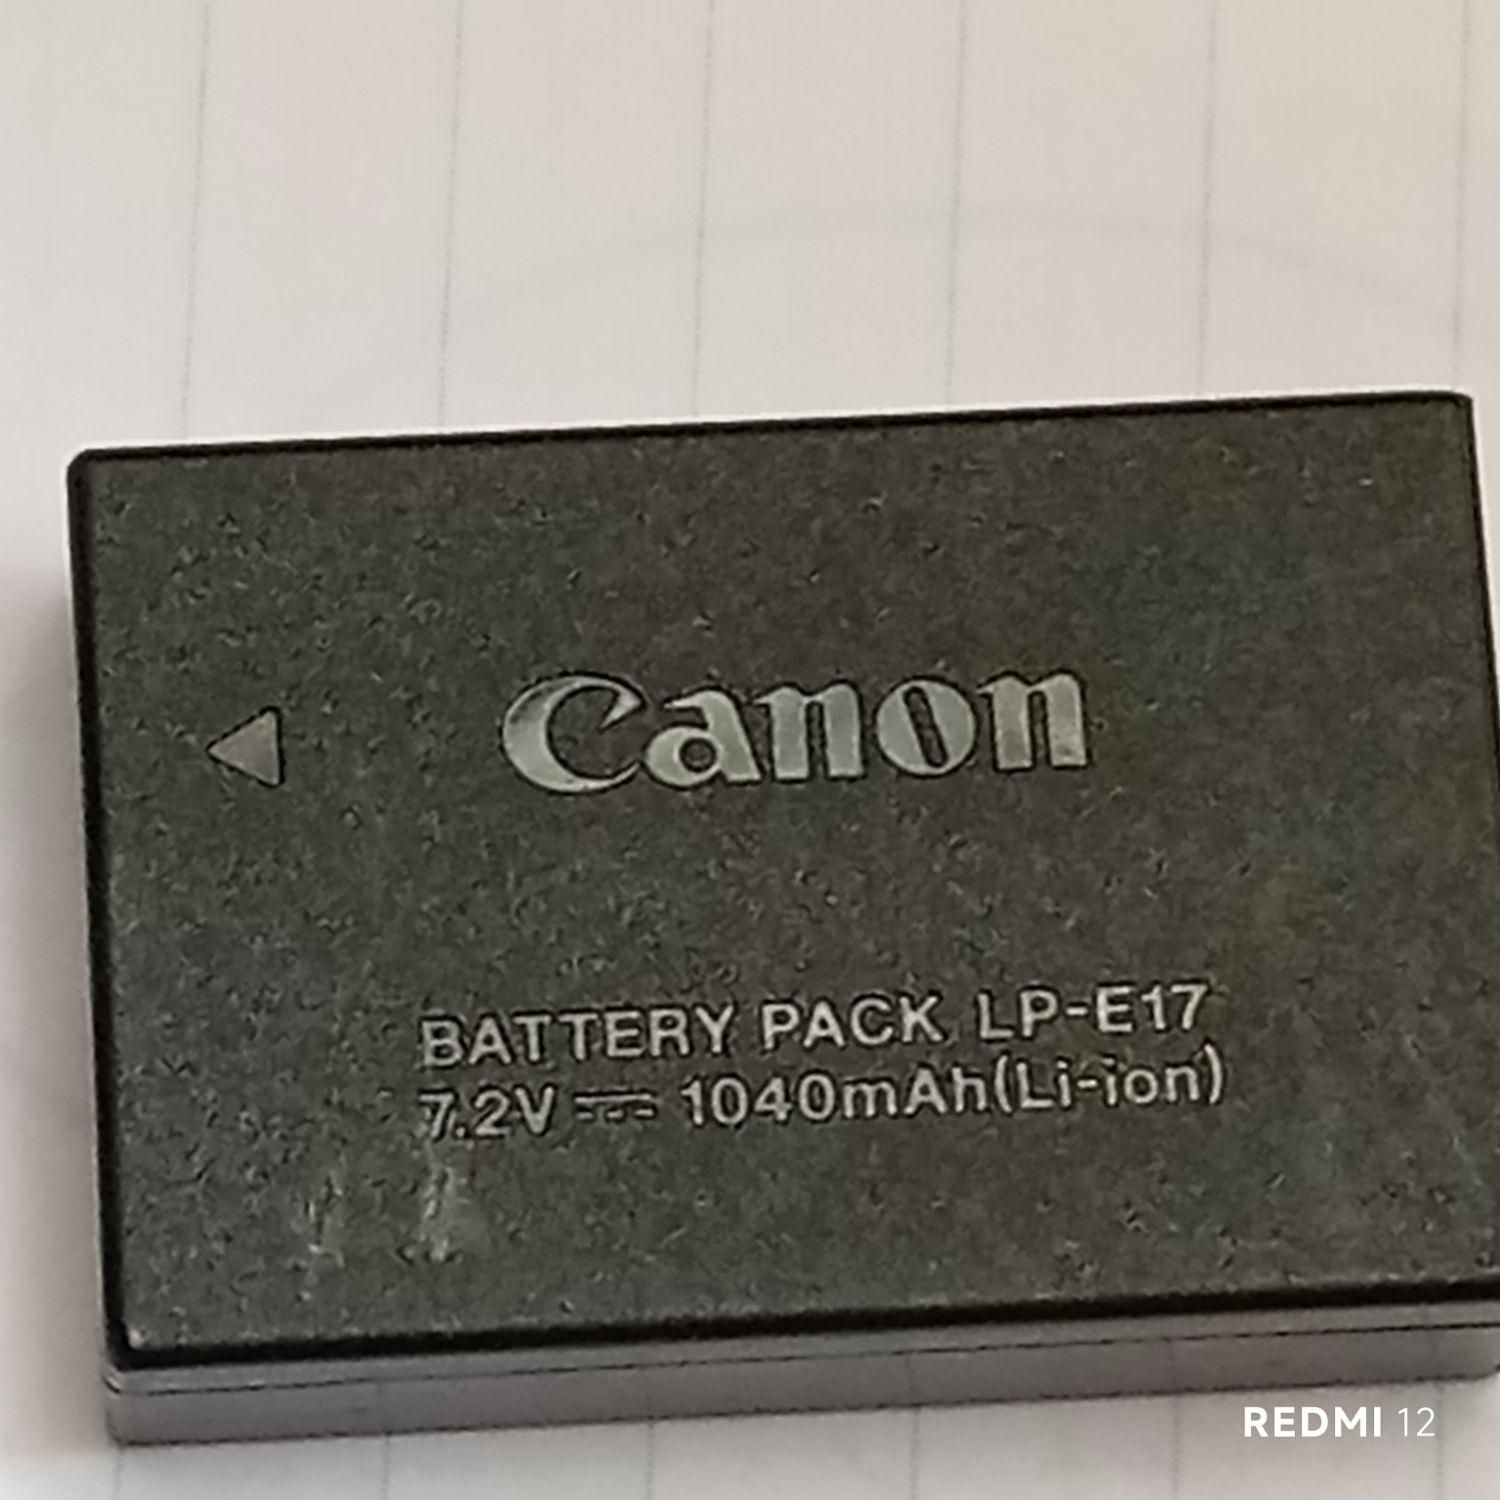 Canon
BATTERY PACK LP-E17
7.2V ⎓ 1040mAh(Li-ion)
REDMI 12